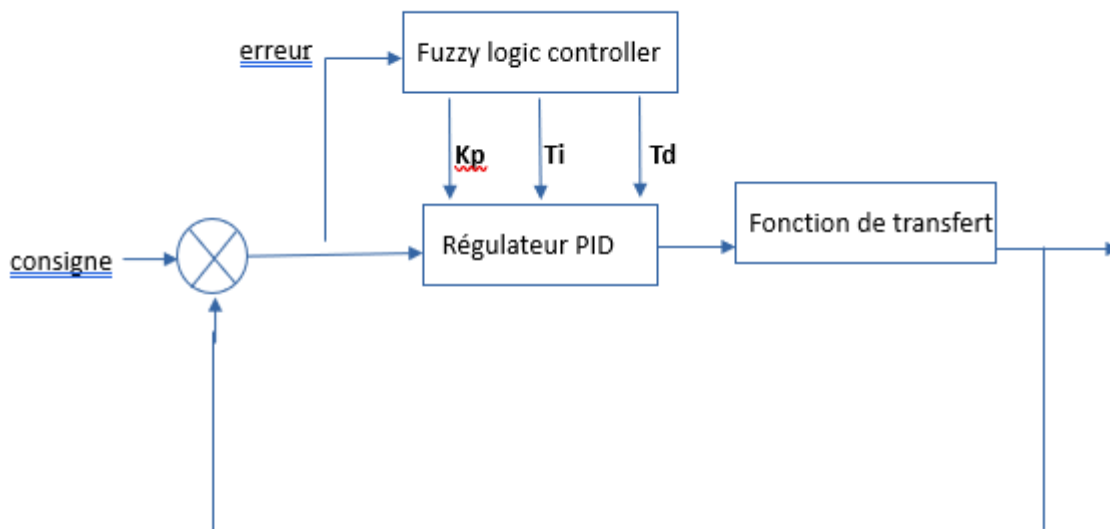 erreur
Fuzzy logic controller
Kp
Ti
Td
consigne
Régulateur PID
Fonction de transfert